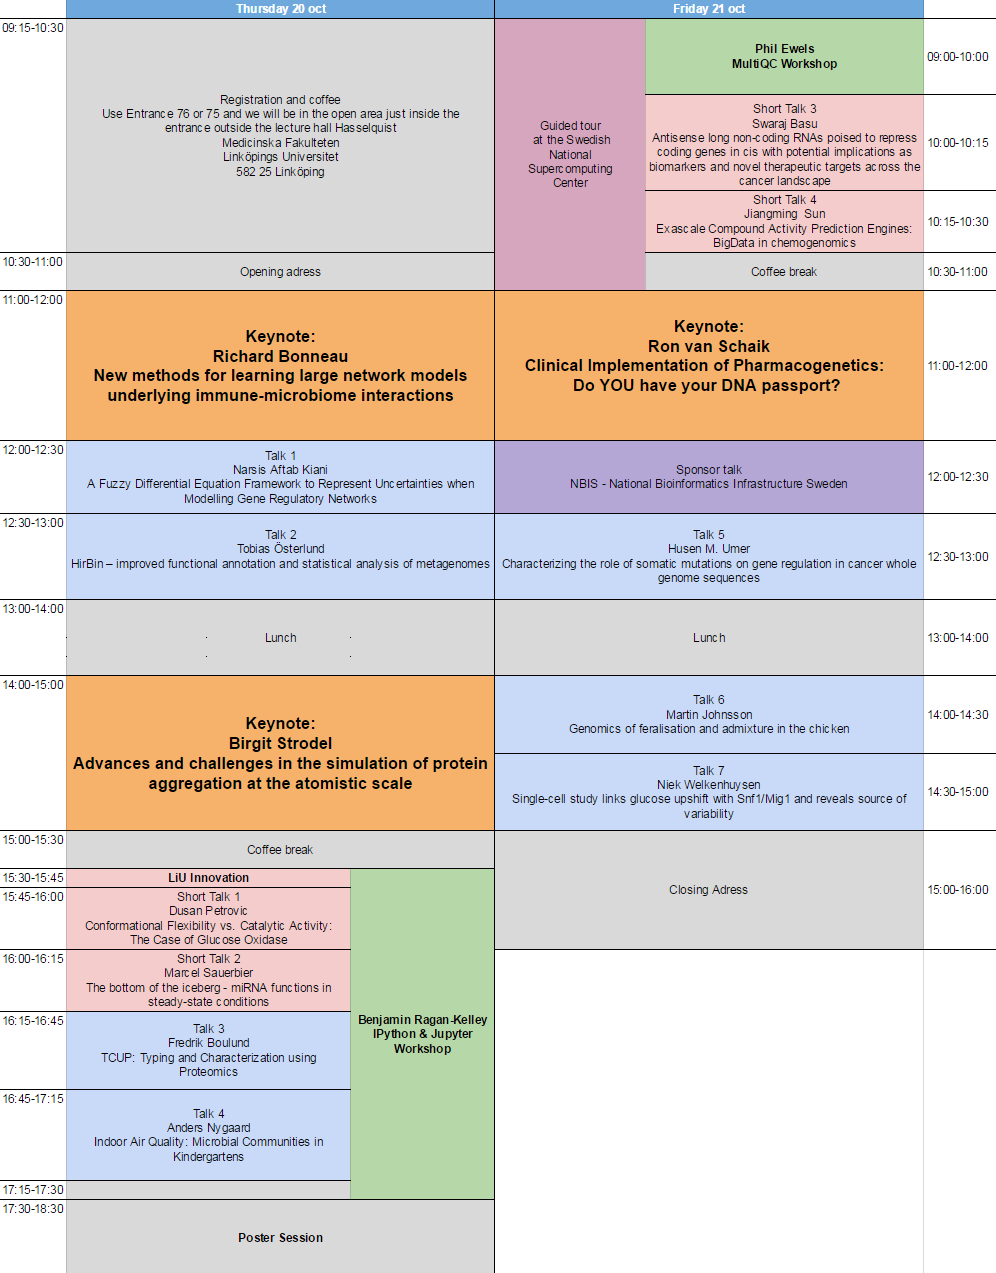 Thursday 20 oct
Friday 21 oct
09:15-10:30
Registration and coffee
Use Entrance 76 or 75 and we will be in the open area just inside the
entrance outside the lecture hall Hasselquist
Medicinska Fakulteten
Linköpings Universitet
582 25 Linköping
Guided tour
at the Swedish
National
Supercomputing
Center
Phil Ewels
MultiQC Workshop
09:00-10:00
Short Talk 3
Swaraj Basu
Antisense long non-coding RNAs poised to repress
coding genes in cis with potential implications as
biomarkers and novel therapeutic targets across the
cancer landscape
10:00-10:15
Short Talk 4
Jiangming Sun
Exascale Compound Activity Prediction Engines:
BigData in chemogenomics
10:15-10:30
10:30-11:00
Opening adress
Coffee break
10:30-11:00
11:00-12:00
Keynote:
Richard Bonneau
New methods for learning large network models
underlying immune-microbiome interactions
Keynote:
Ron van Schaik
Clinical Implementation of Pharmacogenetics:
Do YOU have your DNA passport?
11:00-12:00
12:00-12:30
Talk 1
Narsis Aftab Kiani
A Fuzzy Differential Equation Framework to Represent Uncertainties when
Modelling Gene Regulatory Networks
Sponsor talk
NBIS - National Bioinformatics Infrastructure Sweden
12:00-12:30
12:30-13:00
Talk 2
Tobias Österlund
HirBin – improved functional annotation and statistical analysis of metagenomes
Talk 5
Husen M. Umer
Characterizing the role of somatic mutations on gene regulation in cancer whole
genome sequences
12:30-13:00
13:00-14:00
Lunch
Lunch
13:00-14:00
14:00-15:00
Keynote:
Birgit Strodel
Advances and challenges in the simulation of protein
aggregation at the atomistic scale
Talk 6
Martin Johnsson
Genomics of feralisation and admixture in the chicken
14:00-14:30
Talk 7
Niek Welkenhuysen
Single-cell study links glucose upshift with Snf1/Mig1 and reveals source of
variability
14:30-15:00
15:00-15:30
Coffee break
Closing Adress
15:00-16:00
15:30-15:45
LiU Innovation
15:45-16:00
Short Talk 1
Dusan Petrovic
Conformational Flexibility vs. Catalytic Activity:
The Case of Glucose Oxidase
16:00-16:15
Short Talk 2
Marcel Sauerbier
The bottom of the iceberg - miRNA functions in
steady-state conditions
16:15-16:45
Talk 3
Fredrik Boulund
TCUP: Typing and Characterization using
Proteomics
Benjamin Ragan-Kelley
IPython & Jupyter
Workshop
16:45-17:15
Talk 4
Anders Nygaard
Indoor Air Quality: Microbial Communities in
Kindergartens
17:15-17:30
17:30-18:30
Poster Session